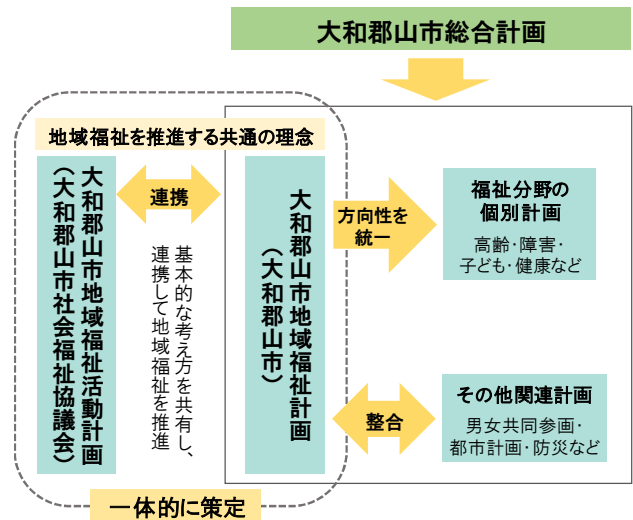 大和郡山市総合計画
地域福祉を推進する共通の理念
大和郡山市地域福祉活動計画
（大和郡山市社会福祉協議会）
連携
基本的な考え方を共有し、
連携して地域福祉を推進
大和郡山市地域福祉計画
（大和郡山市）
方向性を
統一
福祉分野の
個別計画
高齢・障害・
子ども・健康など
整合
その他関連計画
男女共同参画・
都市計画・防災など
一体的に策定